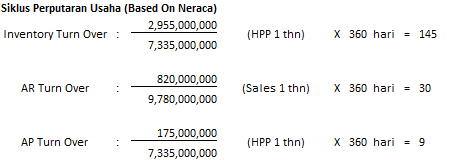 Siklus Perputaran Usaha (Based On Neraca)
2,955,000,000
Inventory Turn Over : (HPP 1 thn) X 360 hari = 145
7,335,000,000
820,000,000
AR Turn Over : (Sales 1 thn) X 360 hari = 30
9,780,000,000
175,000,000
AP Turn Over : (HPP 1 thn) X 360 hari = 9
7,335,000,000